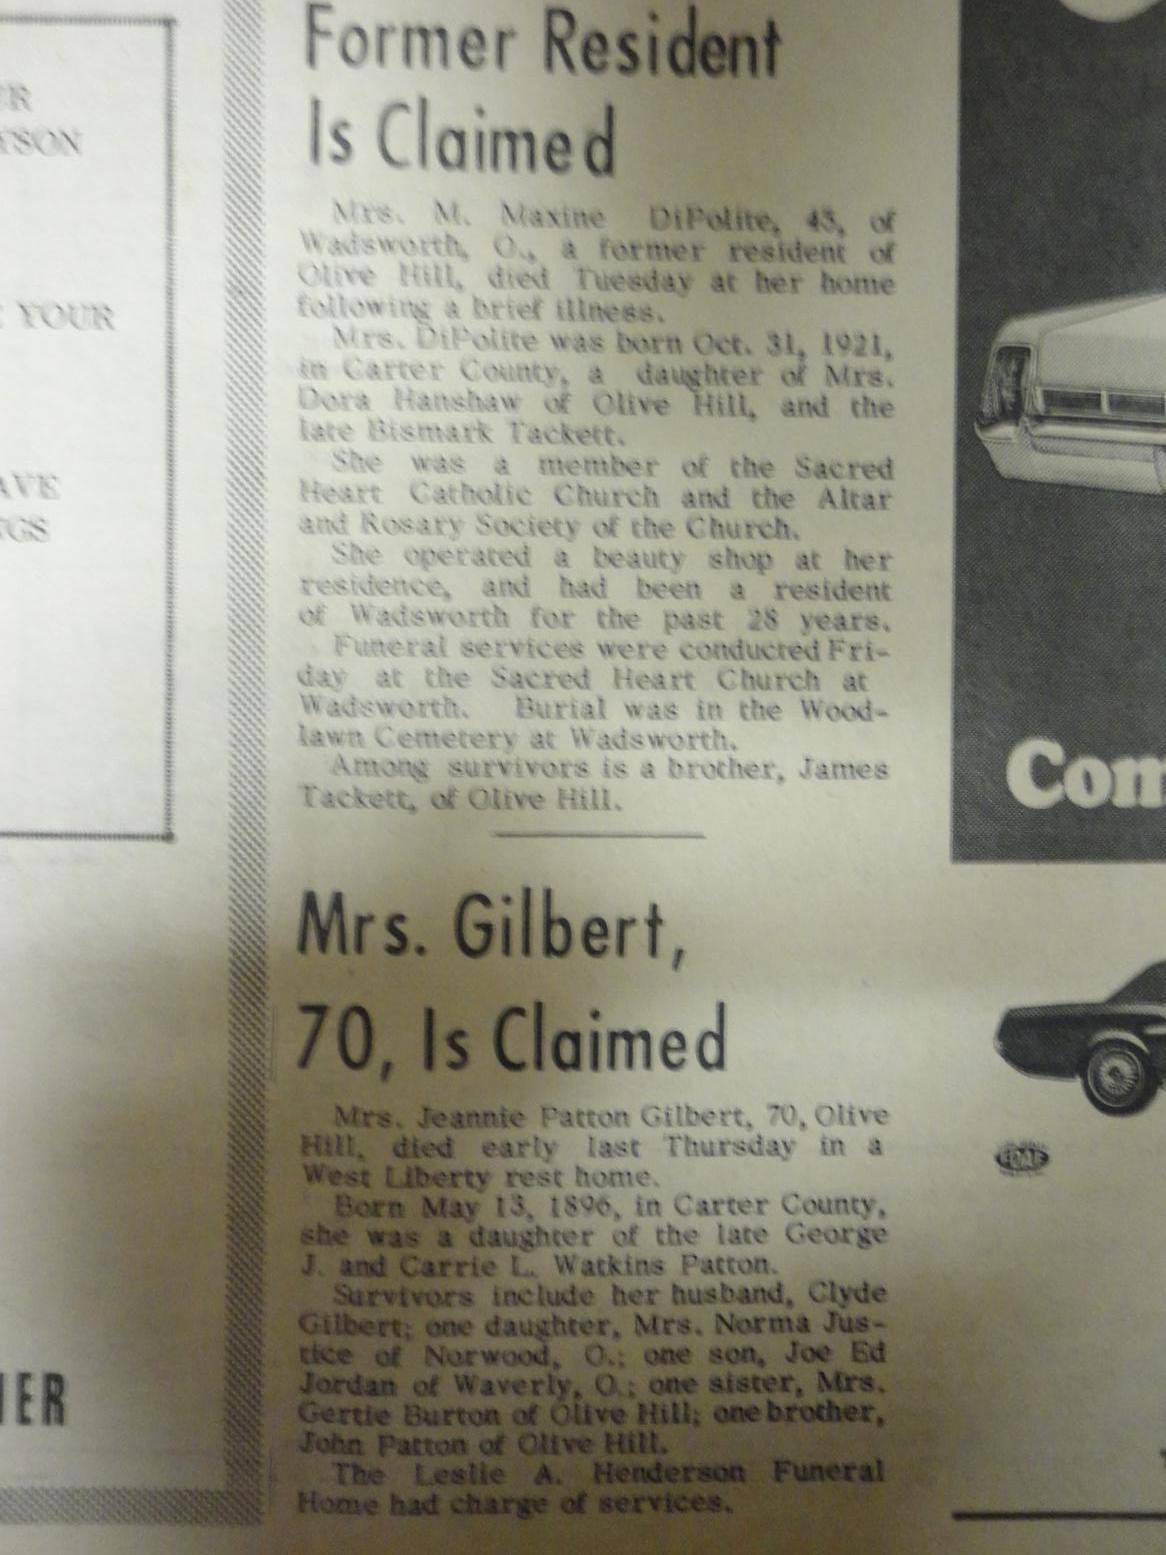 Former Resident
Is Claimed
Mrs. M. Maxine DiPolite, 45, of
Wadsworth, O., a former resident of
Olive Hill, died Tuesday at her home
following a brief illness.
Mrs. DiPolite was born Oct. 31, 1921,
in Carter County, a daughter of Mrs.
Dora Hanshaw of Olive Hill, and the
late Bismark Tackett.
She was a member of the Sacred
Heart Catholic Church and the Altar
and Rosary Society of the Church.
She operated a beauty shop at her
residence, and had been a resident
of Wadsworth for the past 28 years.
Funeral services were conducted Fri-
day at the Sacred Heart Church at
Wadsworth. Burial was in the Wood-
lawn Cemetery at Wadsworth.
Among survivors is a brother, James
Tackett, of Olive Hill.
Mrs. Gilbert,
70, Is Claimed
Mrs. Jeannie Patton Gilbert, 70, Olive
Hill, died early last Thursday in a
West Liberty rest home.
Born May 13, 1896, in Carter County,
she was a daughter of the late George
J. and Carrie L. Watkins Patton.
Survivors include her husband, Clyde
Gilbert; one daughter, Mrs. Norma Jus-
tice of Norwood, O.; one son, Joe Ed
Jordan of Waverly, O.; one sister, Mrs.
Gertie Burton of Olive Hill; one brother,
John Patton of Olive Hill.
The Leslie A. Henderson Funeral
Home had charge of services.
YOUR
Com